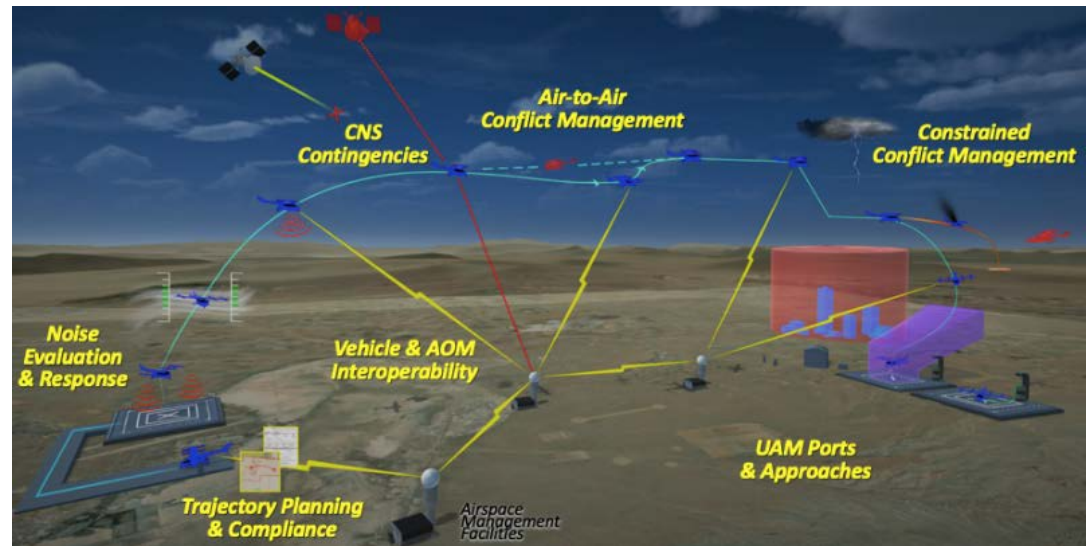 CNS
Contingencies
Air-to-Air
Conflict Management
Constrained
Conflict Management
Noise
Evaluation
& Response
Vehicle & AOM
Interoperability
UAM Ports
& Approaches
Trajectory Planning
& Compliance
Airspace
Management
Facilities